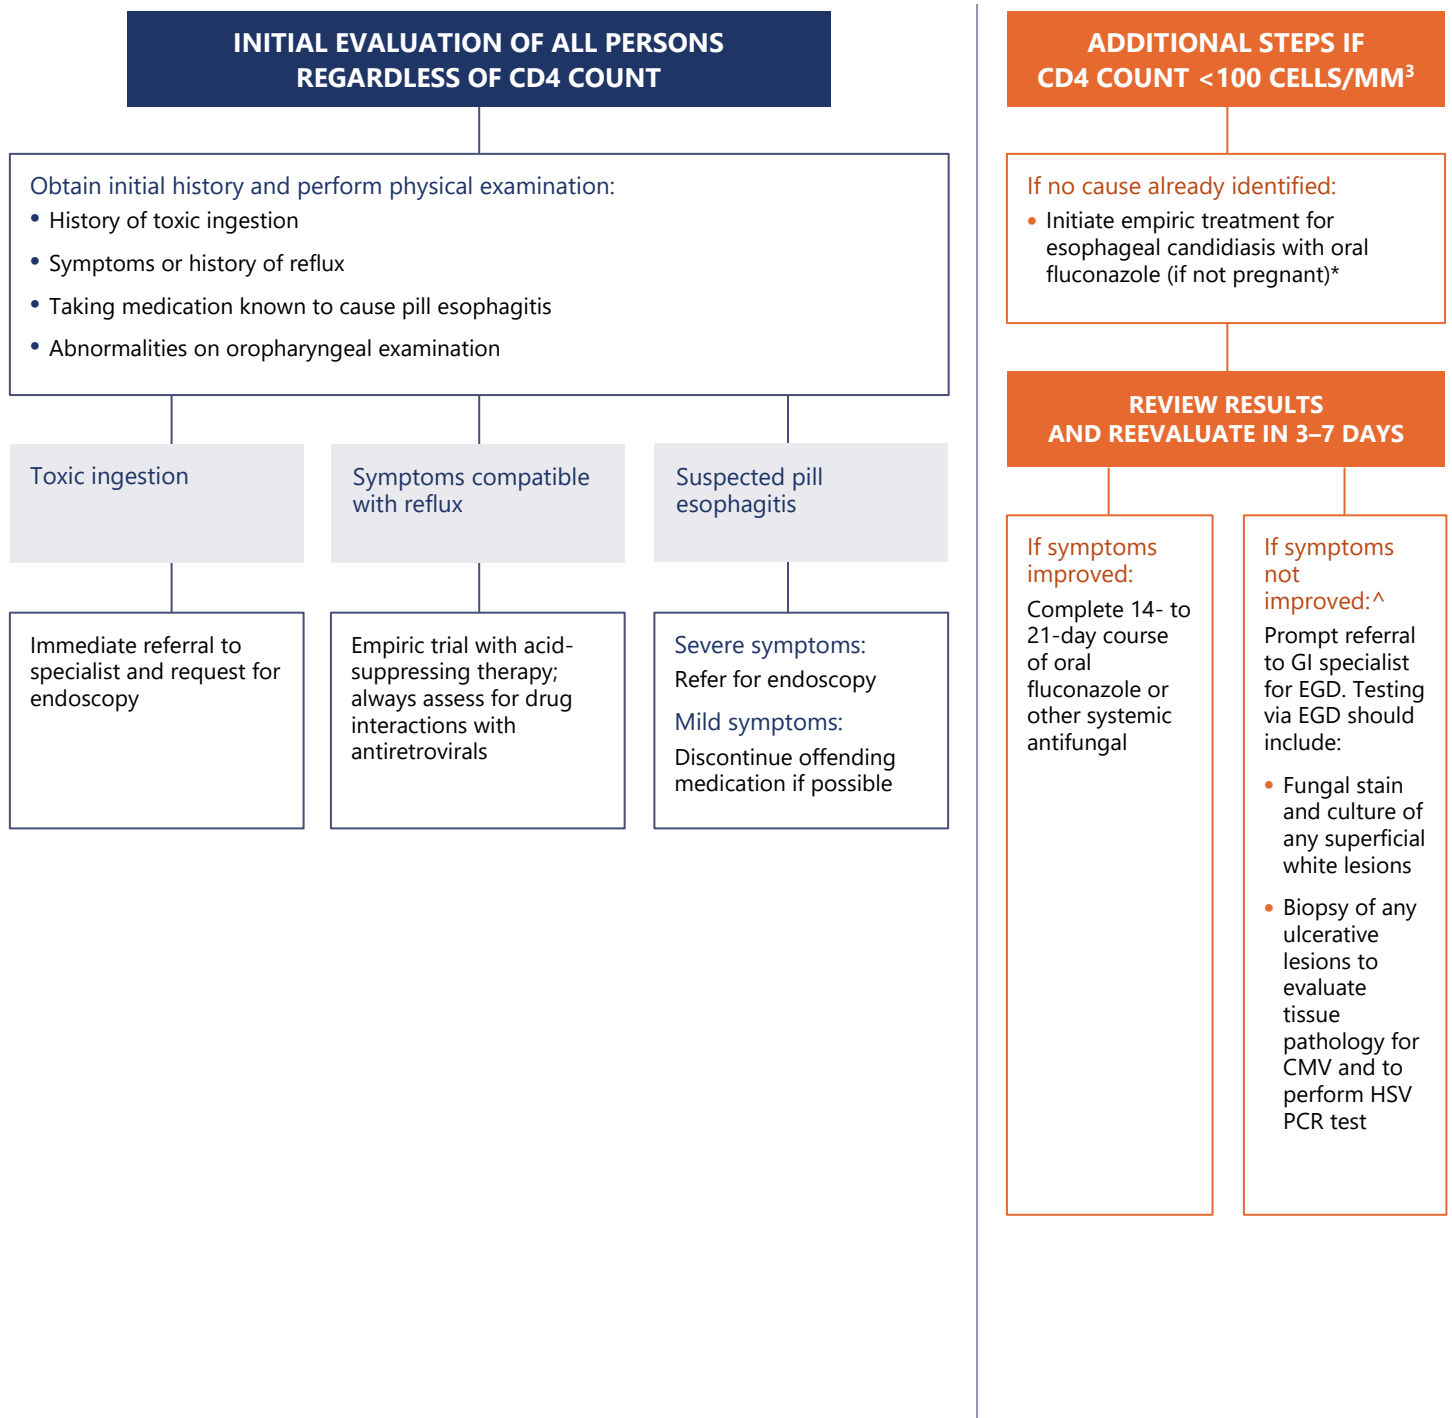 INITIAL EVALUATION OF ALL PERSONS
REGARDLESS OF CD4 COUNT
Obtain initial history and perform physical examination:
• History of toxic ingestion
• Symptoms or history of reflux
• Taking medication known to cause pill esophagitis
• Abnormalities on oropharyngeal examination
Toxic ingestion
Immediate referral to
specialist and request for
endoscopy
Symptoms compatible
with reflux
Empiric trial with acid-
suppressing therapy;
always assess for drug
interactions with
antiretrovirals
Suspected pill
esophagitis
Severe symptoms:
Refer for endoscopy
Mild symptoms:
Discontinue offending
medication if possible
ADDITIONAL STEPS IF
CD4 COUNT <100 CELLS/MM³
If no cause already identified:
• Initiate empiric treatment for
esophageal candidiasis with oral
fluconazole (if not pregnant)*
REVIEW RESULTS
AND REEVALUATE IN 3–7 DAYS
If symptoms
improved:
Complete 14- to
21-day course
of oral
fluconazole or
other systemic
antifungal
If symptoms
not
improved:^
Prompt referral
to GI specialist
for EGD. Testing
via EGD should
include:
• Fungal stain
and culture of
any superficial
white lesions
• Biopsy of any
ulcerative
lesions to
evaluate
tissue
pathology for
CMV and to
perform HSV
PCR test